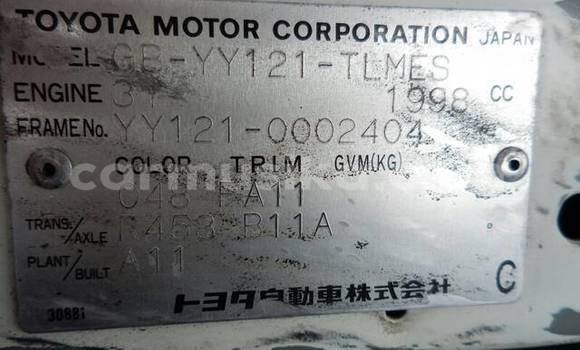 TOYOTA MOTOR CORPORATION JAPAN
MODEL GB-YY121-TLMES
ENGINE 1998 CC
FRAME No. YY121-0002404
COLOR TRIM GVM(KG)
048 FA11
TRANS./AXLE B11A
PLANT/BUILT A11
トヨタ自動車株式会社
C
30881